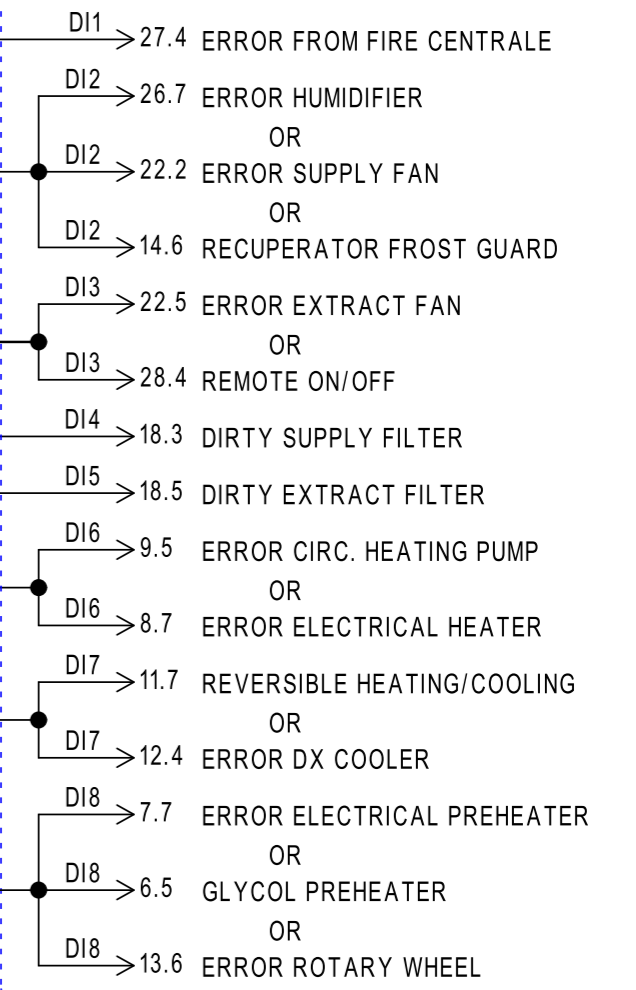 DI1 27.4 ERROR FROM FIRE CENTRALE
DI2 26.7 ERROR HUMIDIFIER
OR
DI2 22.2 ERROR SUPPLY FAN
OR
DI2 14.6 RECUPERATOR FROST GUARD
DI3 22.5 ERROR EXTRACT FAN
OR
DI3 28.4 REMOTE ON/OFF
DI4 18.3 DIRTY SUPPLY FILTER
DI5 18.5 DIRTY EXTRACT FILTER
DI6 9.5 ERROR CIRC. HEATING PUMP
OR
DI6 8.7 ERROR ELECTRICAL HEATER
DI7 11.7 REVERSIBLE HEATING/COOLING
OR
DI7 12.4 ERROR DX COOLER
DI8 7.7 ERROR ELECTRICAL PREHEATER
OR
DI8 6.5 GLYCOL PREHEATER
OR
DI8 13.6 ERROR ROTARY WHEEL